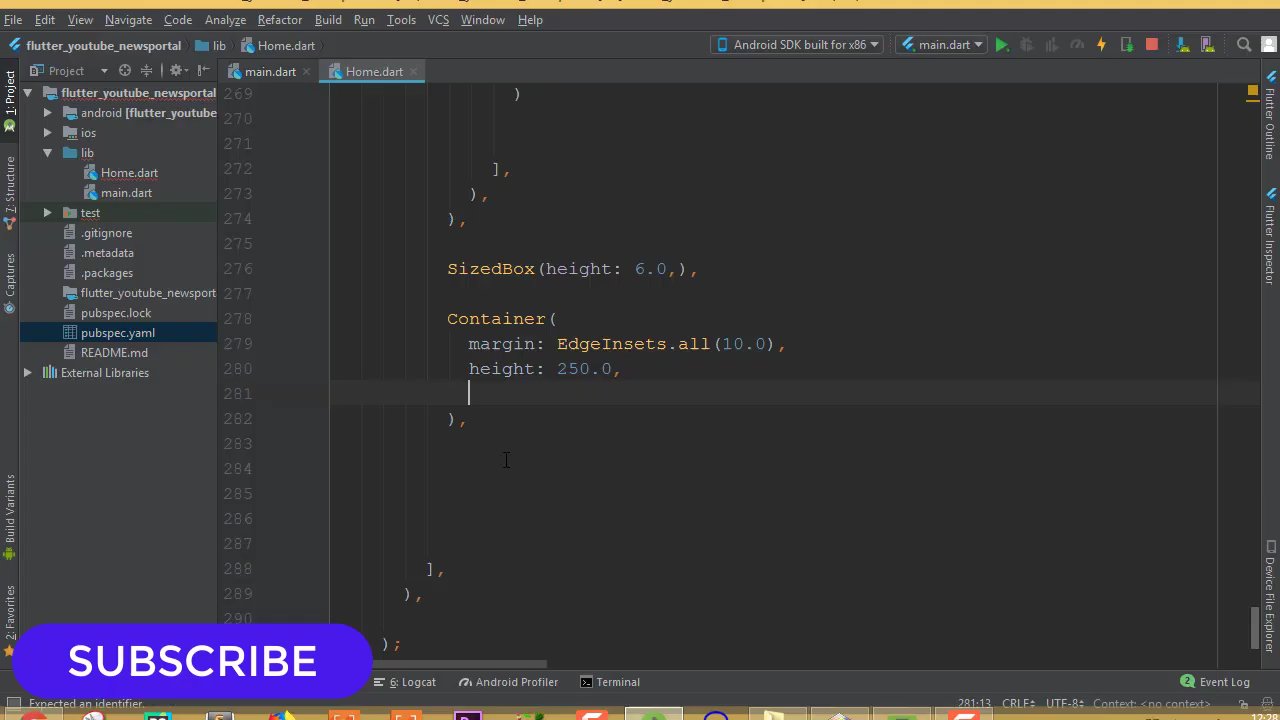 File Edit View Navigate Code Analyze Refactor Build Run Tools VCS Window Help
flutter_youtube_newsportal lib Home.dart Android SDK built for x86 main.dart
Project main.dart Home.dart
1: Project
7: Structure
Captures
Build Variants
2: Favorites
flutter_youtube_newsportal
android [flutter_youtube
ios
lib
Home.dart
main.dart
test
.gitignore
.metadata
.packages
flutter_youtube_newsport
pubspec.lock
pubspec.yaml
README.md
External Libraries
269 )
270
271
272 ],
273 ),
274 ),
275
276 SizedBox(height: 6.0,),
277
278 Container(
279 margin: EdgeInsets.all(10.0),
280 height: 250.0,
281
282 ),
283
284
285
286
287
288 ],
289 ),
290
);
Flutter Outline
Flutter Inspector
Device File Explorer
SUBSCRIBE
6: Logcat Android Profiler Terminal 2 Event Log
Expected an identifier. 281:13 CRLF UTF-8 Context: <no context>